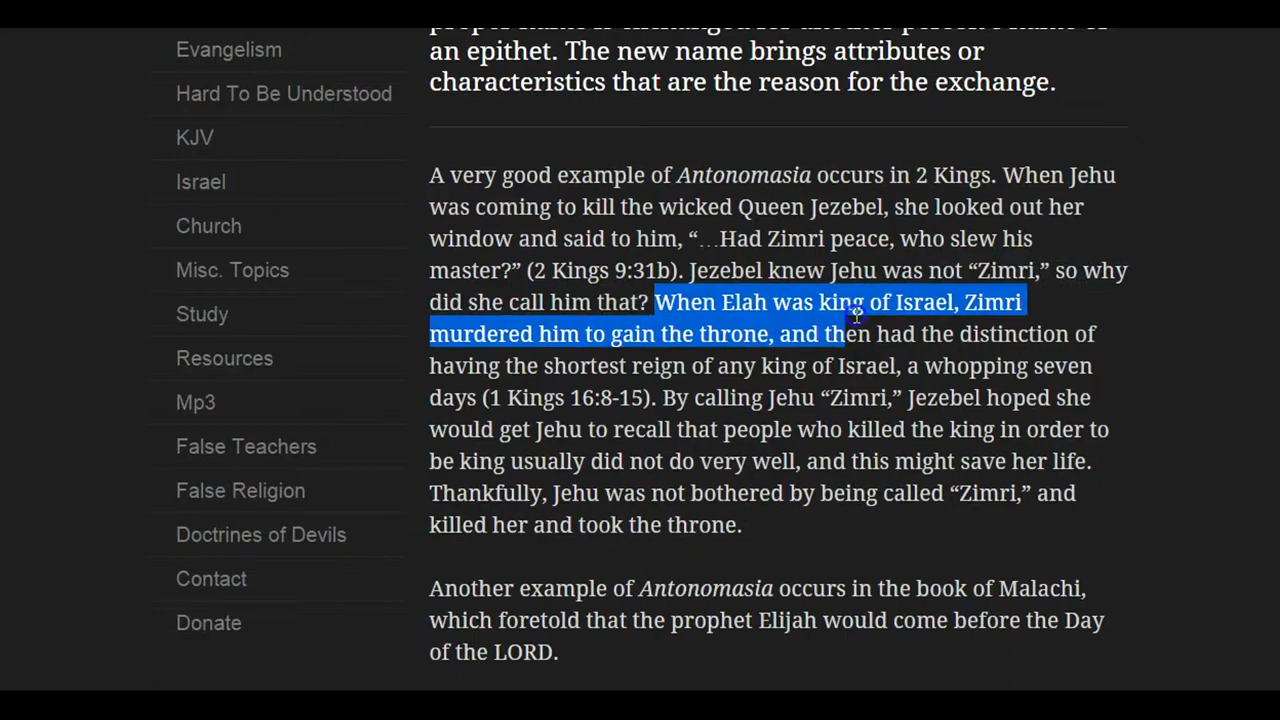 Evangelism
Hard To Be Understood
KJV
Israel
Church
Misc. Topics
Study
Resources
Mp3
False Teachers
False Religion
Doctrines of Devils
Contact
Donate
an epithet. The new name brings attributes or
characteristics that are the reason for the exchange.
A very good example of Antonomasia occurs in 2 Kings. When Jehu
was coming to kill the wicked Queen Jezebel, she looked out her
window and said to him, “…Had Zimri peace, who slew his
master?” (2 Kings 9:31b). Jezebel knew Jehu was not “Zimri,” so why
did she call him that? When Elah was king of Israel, Zimri
murdered him to gain the throne, and then had the distinction of
having the shortest reign of any king of Israel, a whopping seven
days (1 Kings 16:8-15). By calling Jehu “Zimri,” Jezebel hoped she
would get Jehu to recall that people who killed the king in order to
be king usually did not do very well, and this might save her life.
Thankfully, Jehu was not bothered by being called “Zimri,” and
killed her and took the throne.
Another example of Antonomasia occurs in the book of Malachi,
which foretold that the prophet Elijah would come before the Day
of the LORD.